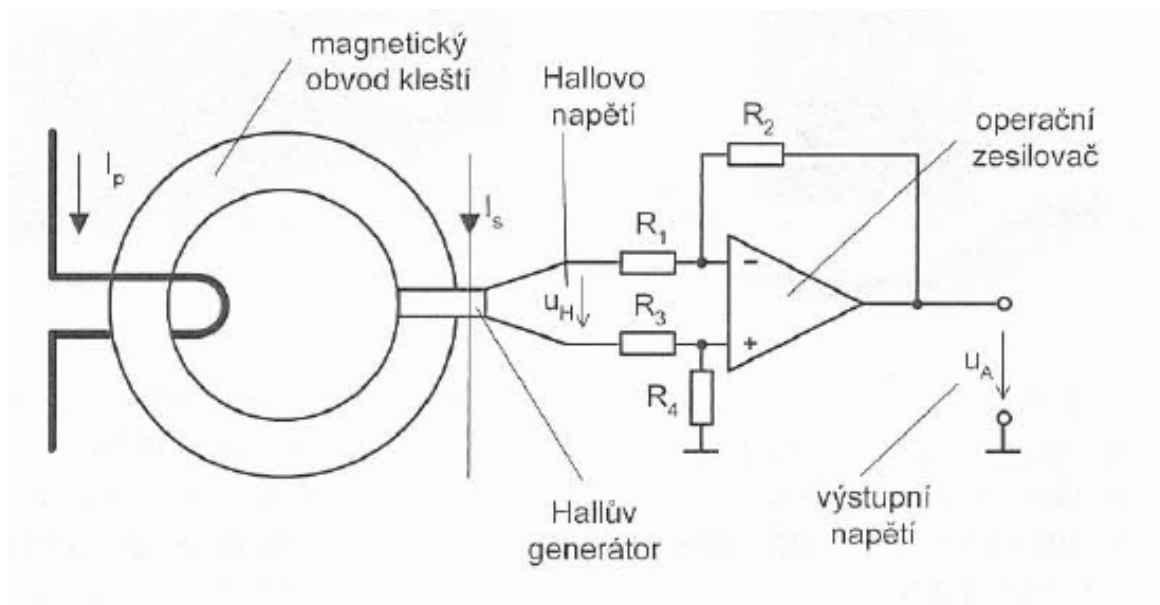 magnetický
obvod kleští
Hallovo
napětí
R2
operační
zesilovač
Ip
Is
R1
−
uH
R3
+
R4
uA
Hallův
generátor
výstupní
napětí